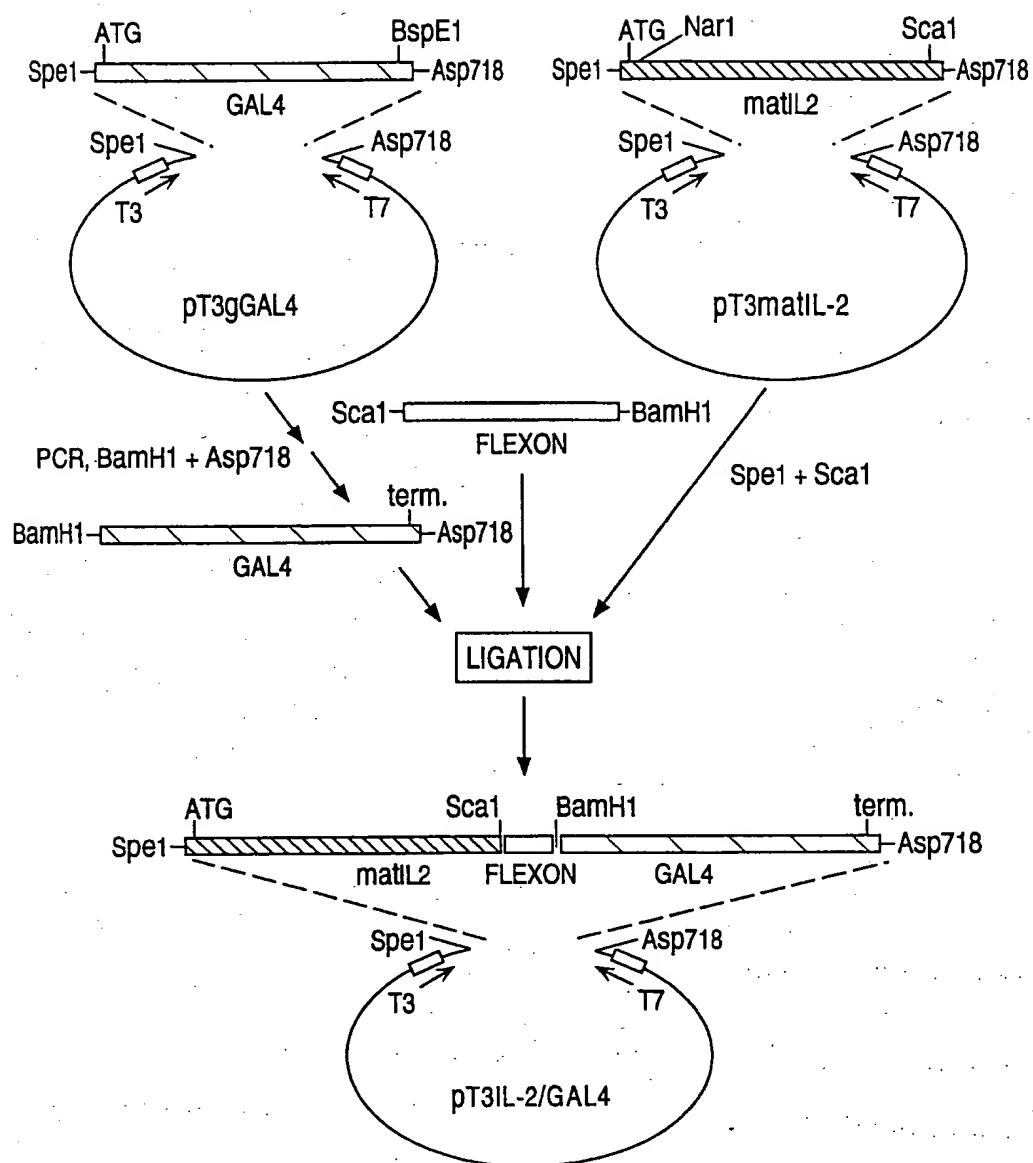 ATG BspE1
Spe1 Asp718
GAL4
Spe1 Asp718
T3 T7
pT3gGAL4
ATG Nar1 Sca1
Spe1 Asp718
matIL2
Spe1 Asp718
T3 T7
pT3matIL-2
Sca1 BamH1
FLEXON
PCR, BamH1 + Asp718
Spe1 + Sca1
term.
BamH1 Asp718
GAL4
LIGATION
ATG Sca1 BamH1 term.
Spe1 Asp718
matIL2 FLEXON GAL4
Spe1 Asp718
T3 T7
pT3IL-2/GAL4